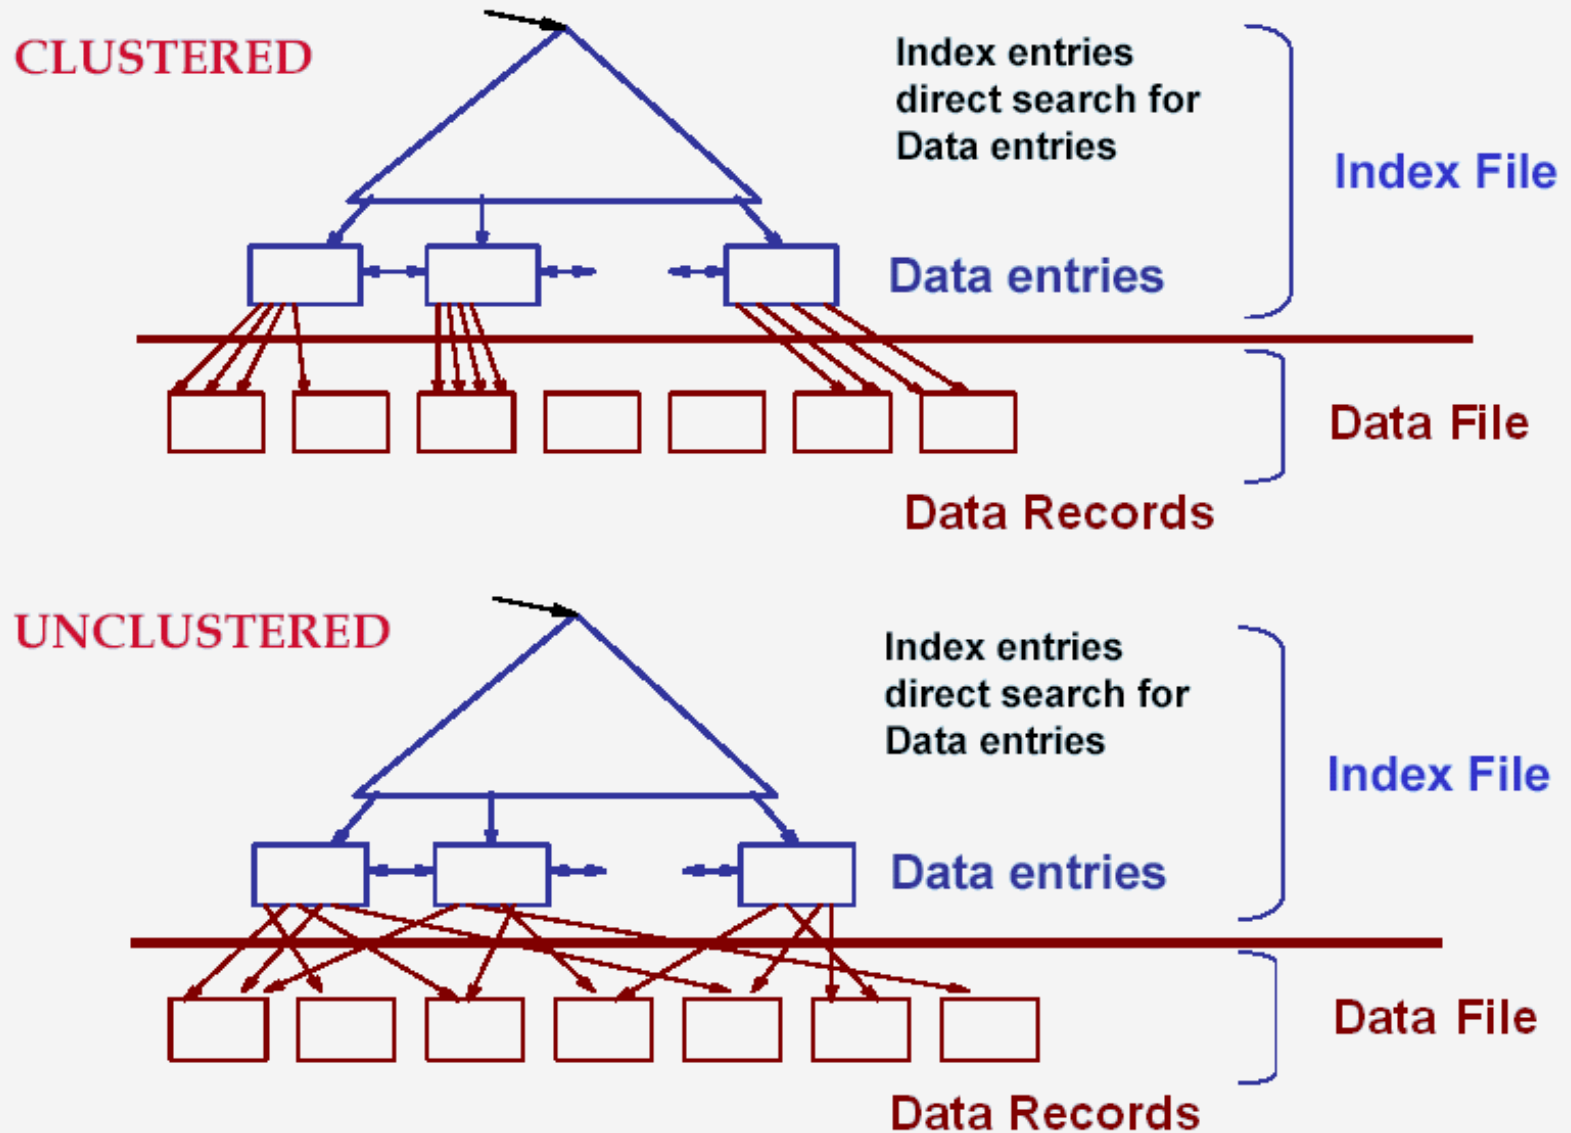 CLUSTERED
Index entries
direct search for
Data entries
Index File
Data entries
Data File
Data Records
UNCLUSTERED
Index entries
direct search for
Data entries
Index File
Data entries
Data File
Data Records